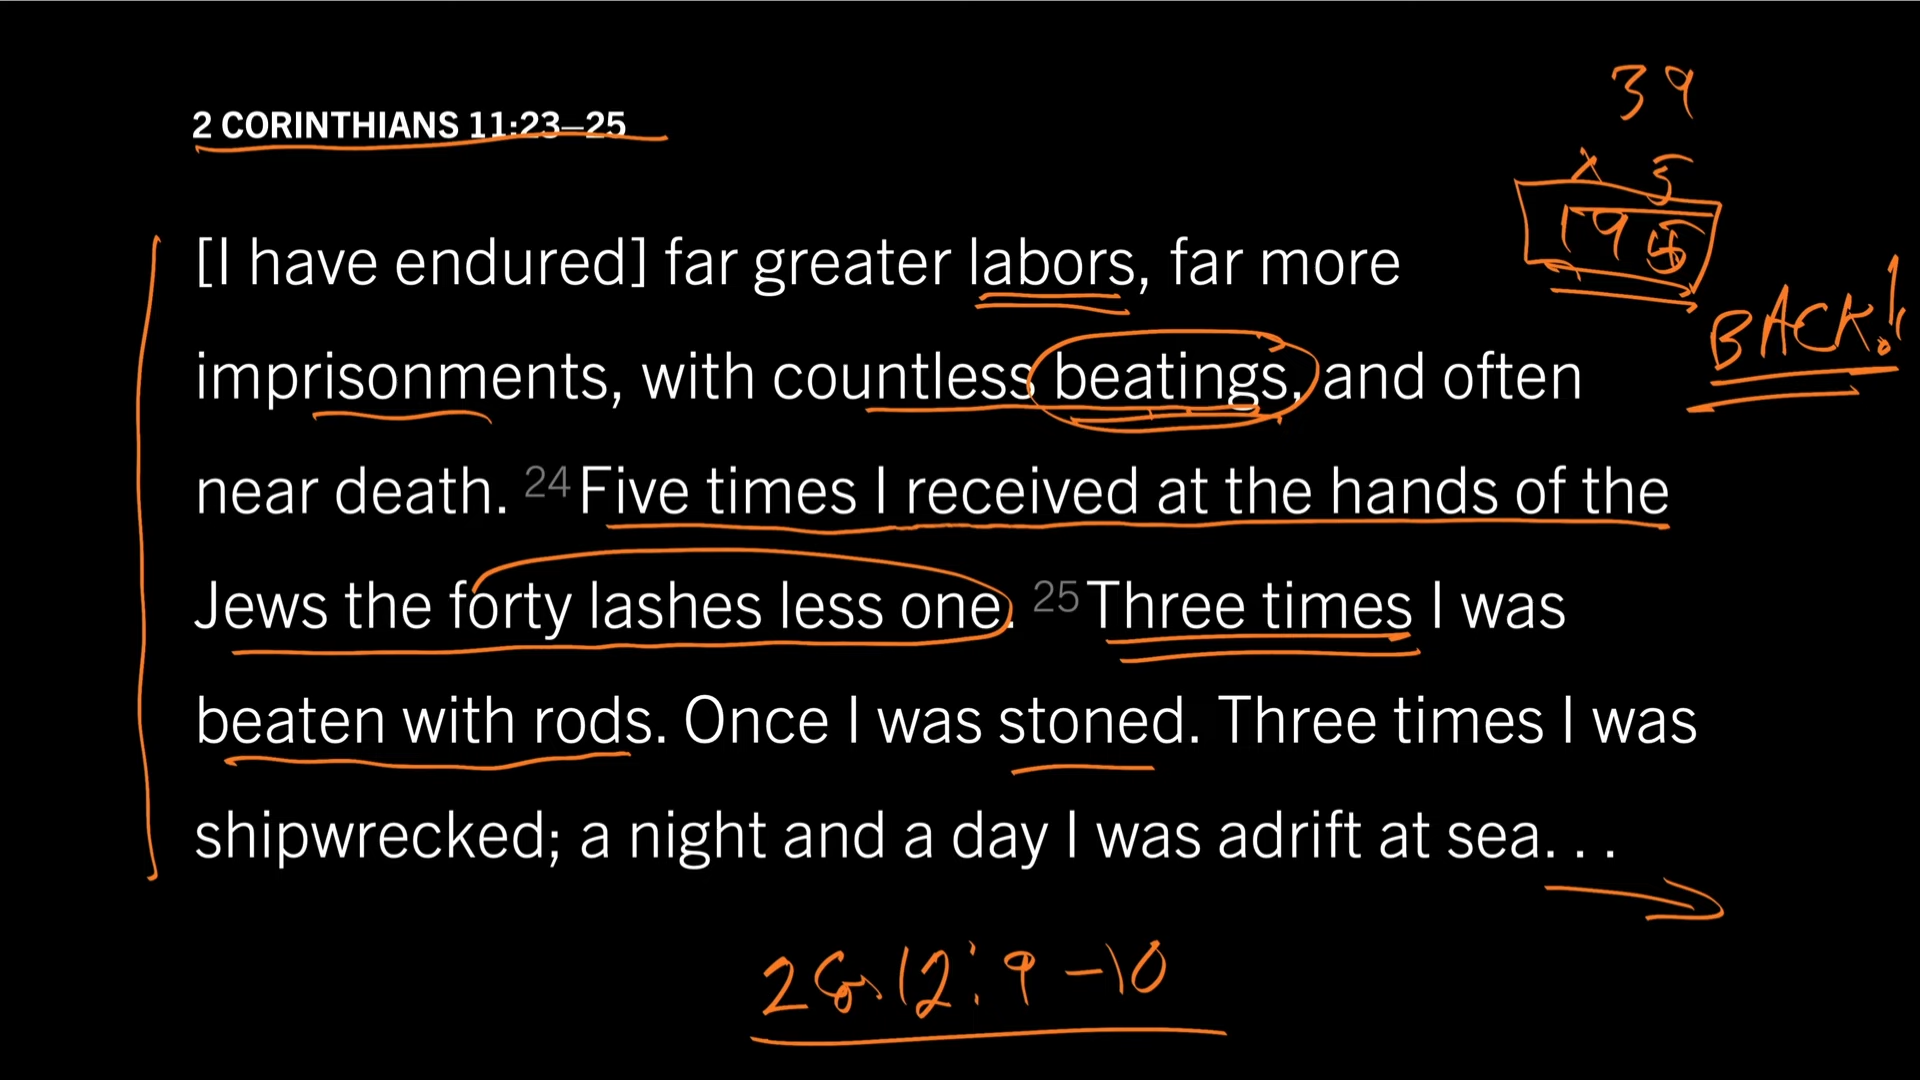 2 CORINTHIANS 11:23–25
39
x 5
195
[I have endured] far greater labors, far more
BACK!
imprisonments, with countless beatings, and often
near death. 24 Five times I received at the hands of the
Jews the forty lashes less one. 25 Three times I was
beaten with rods. Once I was stoned. Three times I was
shipwrecked; a night and a day I was adrift at sea. . .
2 Cor. 12:9-10